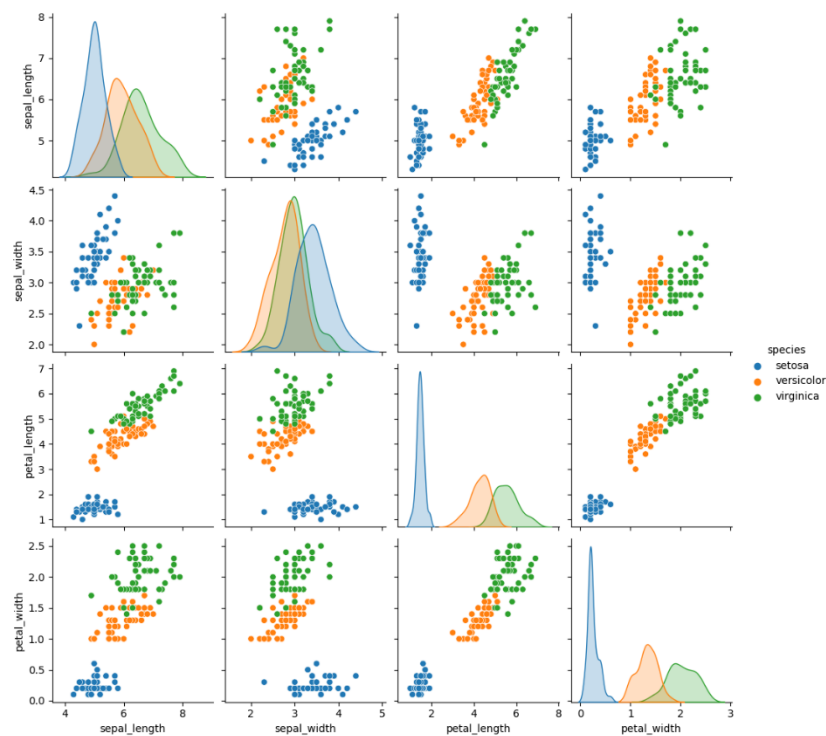 8
7
6
5
sepal_length
4.5
4.0
3.5
3.0
2.5
2.0
sepal_width
species
setosa
versicolor
virginica
7
6
5
4
3
2
1
petal_length
2.5
2.0
1.5
1.0
0.5
0.0
petal_width
4 6 8 2 3 4 5 2 4 6 8 0 1 2 3
sepal_length sepal_width petal_length petal_width